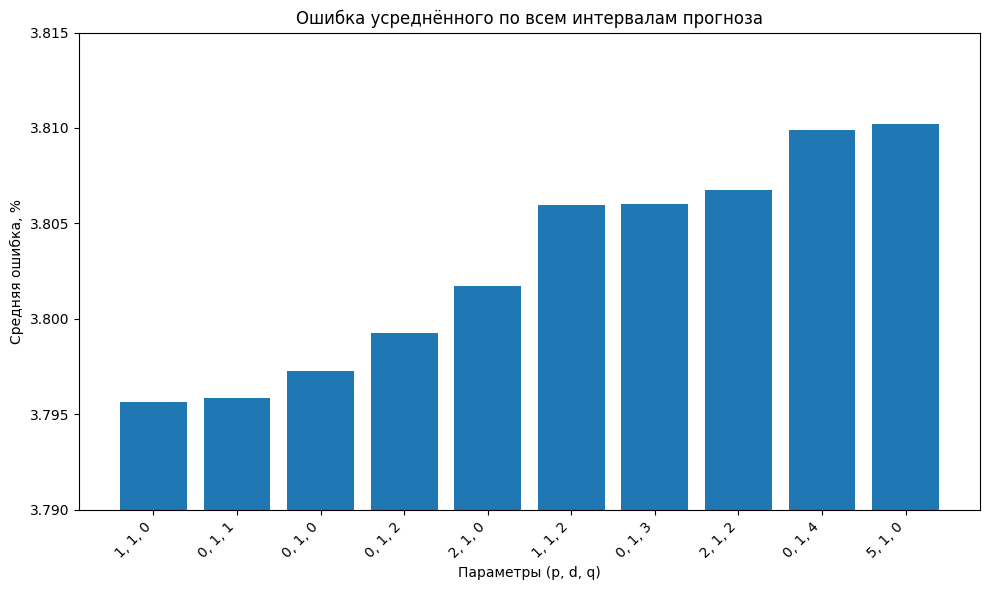 Ошибка усреднённого по всем интервалам прогноза
Средняя ошибка, %
3.815
3.810
3.805
3.800
3.795
3.790
1, 1, 0
0, 1, 1
0, 1, 0
0, 1, 2
2, 1, 0
1, 1, 2
0, 1, 3
2, 1, 2
0, 1, 4
5, 1, 0
Параметры (p, d, q)